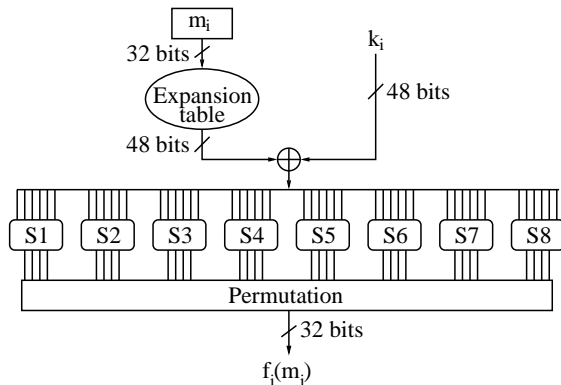 m_i
32 bits
k_i
Expansion
table
48 bits
48 bits
S1 S2 S3 S4 S5 S6 S7 S8
Permutation
32 bits
f_i(m_i)